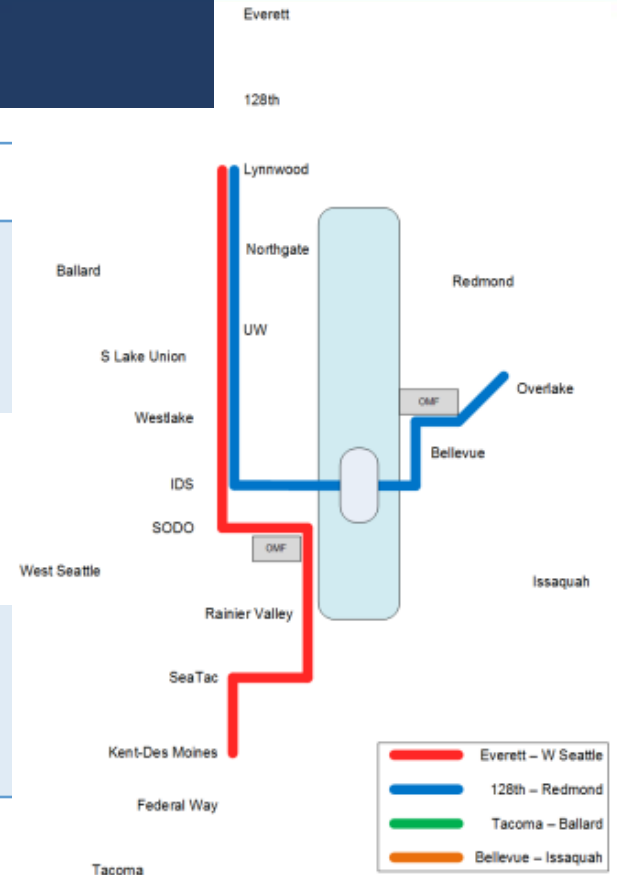 Everett
128th
Lynnwood
Northgate
Ballard
Redmond
UW
S Lake Union
Overlake
OMF
Westlake
Bellevue
IDS
SODO
OMF
West Seattle
Issaquah
Rainier Valley
SeaTac
Kent-Des Moines
Everett – W Seattle
128th – Redmond
Federal Way
Tacoma – Ballard
Bellevue – Issaquah
Tacoma